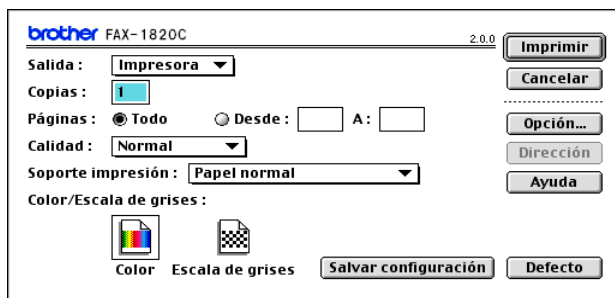 brother FAX-1820C 2.0.0 Imprimir
Salida : Impresora Cancelar
Copias : 1
Páginas : Todo Desde : A : Opción...
Calidad : Normal Dirección
Soporte impresión : Papel normal Ayuda
Color/Escala de grises :
Color Escala de grises Salvar configuración Defecto